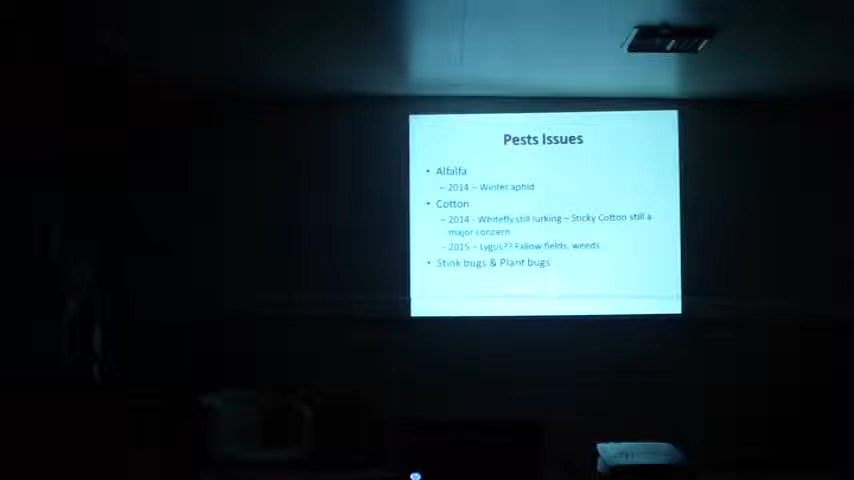 Pests Issues
• Alfalfa
– 2014 – Winter aphid
• Cotton
– 2014 - Whitefly still lurking – Sticky Cotton still a
major concern
– 2015 – Lygus?? Fallow fields, weeds
• Stink bugs & Plant bugs